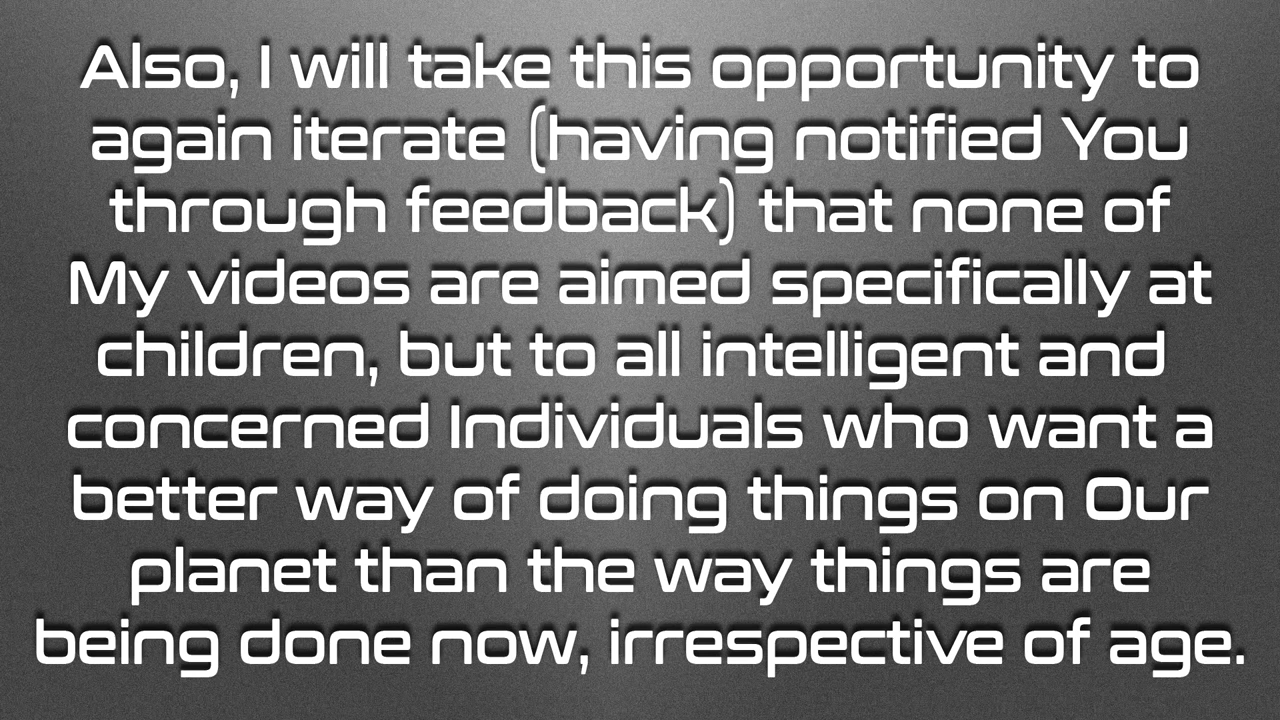 Also, I will take this opportunity to
again iterate (having notified You
through feedback) that none of
My videos are aimed specifically at
children, but to all intelligent and
concerned Individuals who want a
better way of doing things on Our
planet than the way things are
being done now, irrespective of age.